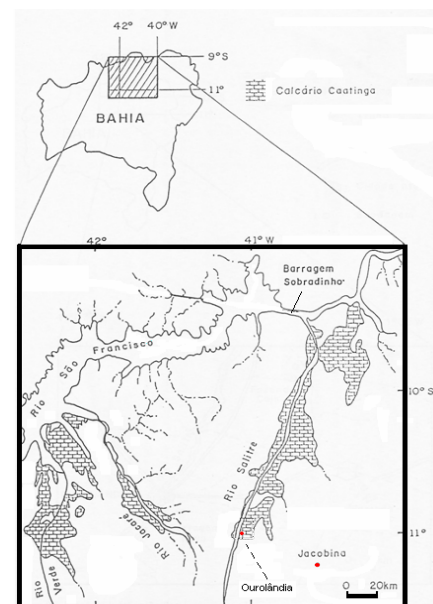 42° 40°W
9°S
11°
Calcário Caatinga
BAHIA
42° 41°W
Barragem
Sobradinho
Rio São Francisco
10°S
Rio Salitre
Rio Jacaré
11°
Jacobina
Rio Verde
Ourolândia
0 20km